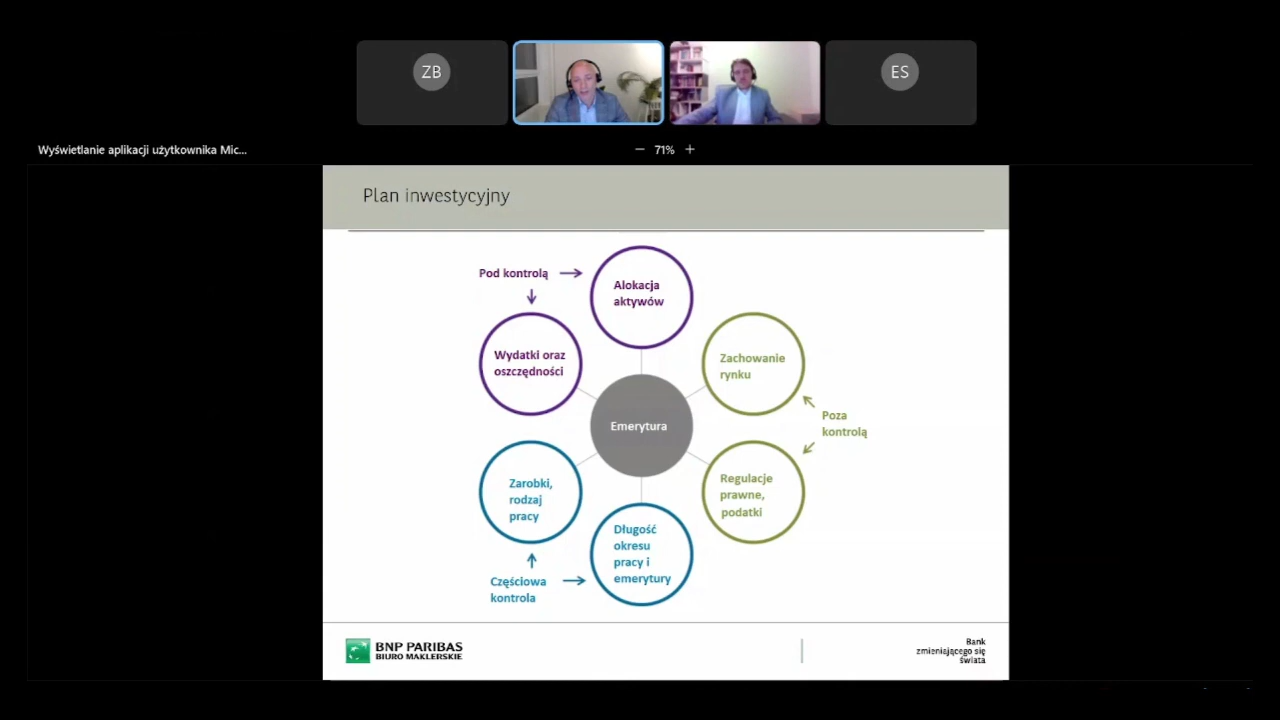 ZB
ES
Wyświetlanie aplikacji użytkownika Mic...
71%
Plan inwestycyjny
Pod kontrolą
Alokacja
aktywów
Wydatki oraz
oszczędności
Zachowanie
rynku
Poza
kontrolą
Emerytura
Zarobki,
rodzaj
pracy
Regulacje
prawne,
podatki
Długość
okresu
pracy i
emerytury
Częściowa
kontrola
BNP PARIBAS
BIURO MAKLERSKIE
Bank
zmieniającego się
świata